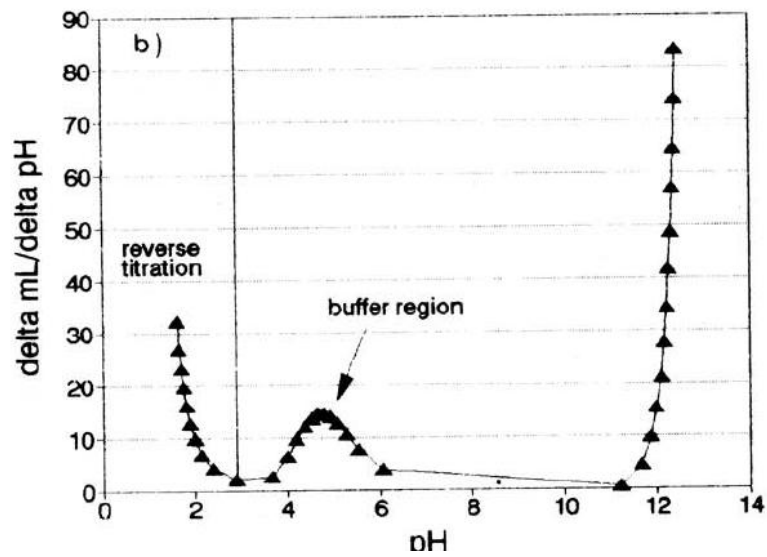 b)
90
80
70
60
50
40
30
20
10
0
delta mL/delta pH
reverse
titration
buffer region
0 2 4 6 8 10 12 14
pH